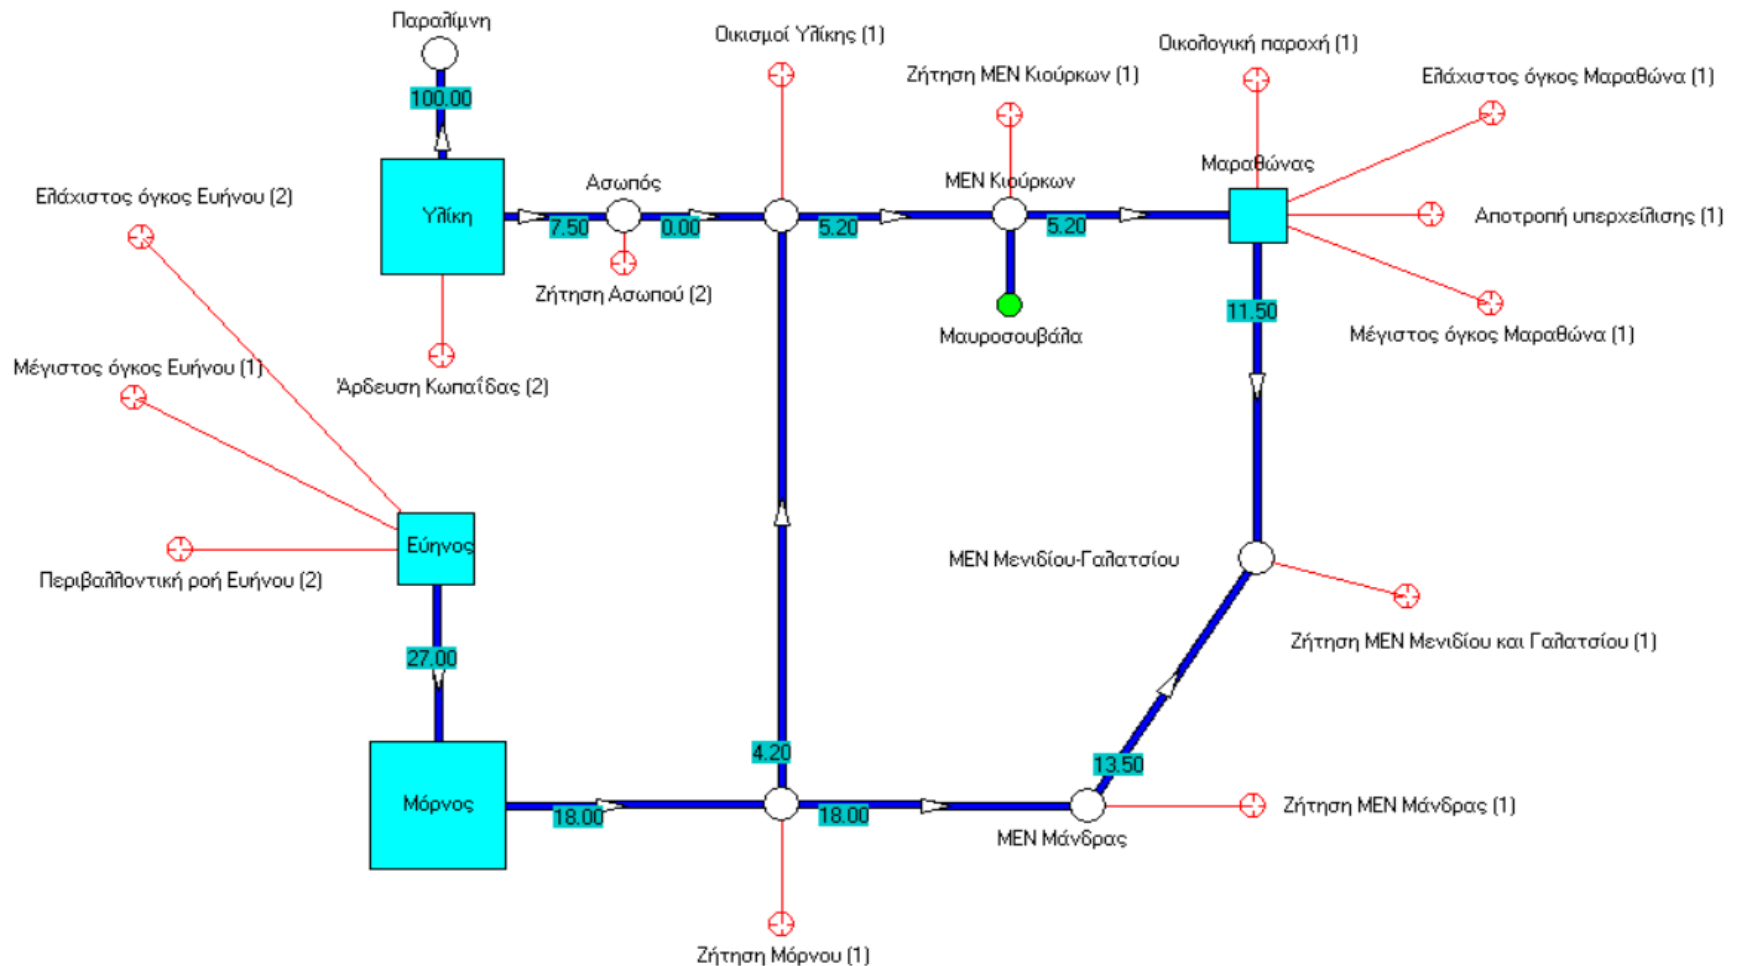 Παραλίμνη
Οικισμοί Υλίκης (1)
Οικολογική παροχή (1)
Ζήτηση ΜΕΝ Κιούρκων (1)
Ελάχιστος όγκος Μαραθώνα (1)
100.00
Μαραθώνας
Ασωπός
ΜΕΝ Κιούρκων
Ελάχιστος όγκος Ευήνου (2)
Υλίκη
7.50
0.00
5.20
5.20
Αποτροπή υπερχείλισης (1)
Ζήτηση Ασωπού (2)
11.50
Μαυροσουβάλα
Μέγιστος όγκος Μαραθώνα (1)
Μέγιστος όγκος Ευήνου (1)
Άρδευση Κωπαΐδας (2)
Εύηνος
ΜΕΝ Μενιδίου-Γαλατσίου
Περιβαλλοντική ροή Ευήνου (2)
Ζήτηση ΜΕΝ Μενιδίου και Γαλατσίου (1)
27.00
4.20
13.50
Μόρνος
18.00
18.00
Ζήτηση ΜΕΝ Μάνδρας (1)
ΜΕΝ Μάνδρας
Ζήτηση Μόρνου (1)